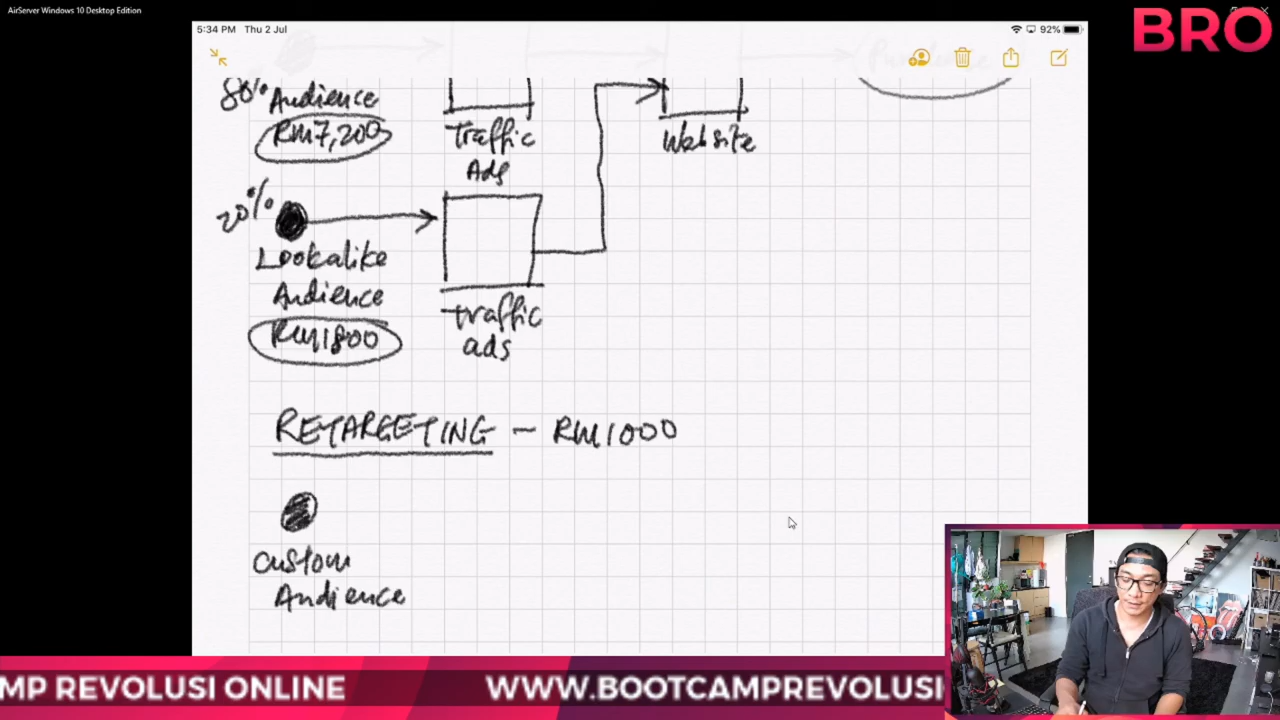 AirServer Windows 10 Desktop Edition
BRO
5:34 PM Thu 2 Jul
92%
80% Audience
RM7,200
Traffic
Ads
Website
20%
Lookalike
Audience
RM1800
traffic
ads
RETARGETING - RM1000
Custom
Audience
MP REVOLUSI ONLINE
WWW.BOOTCAMPREVOLUSI